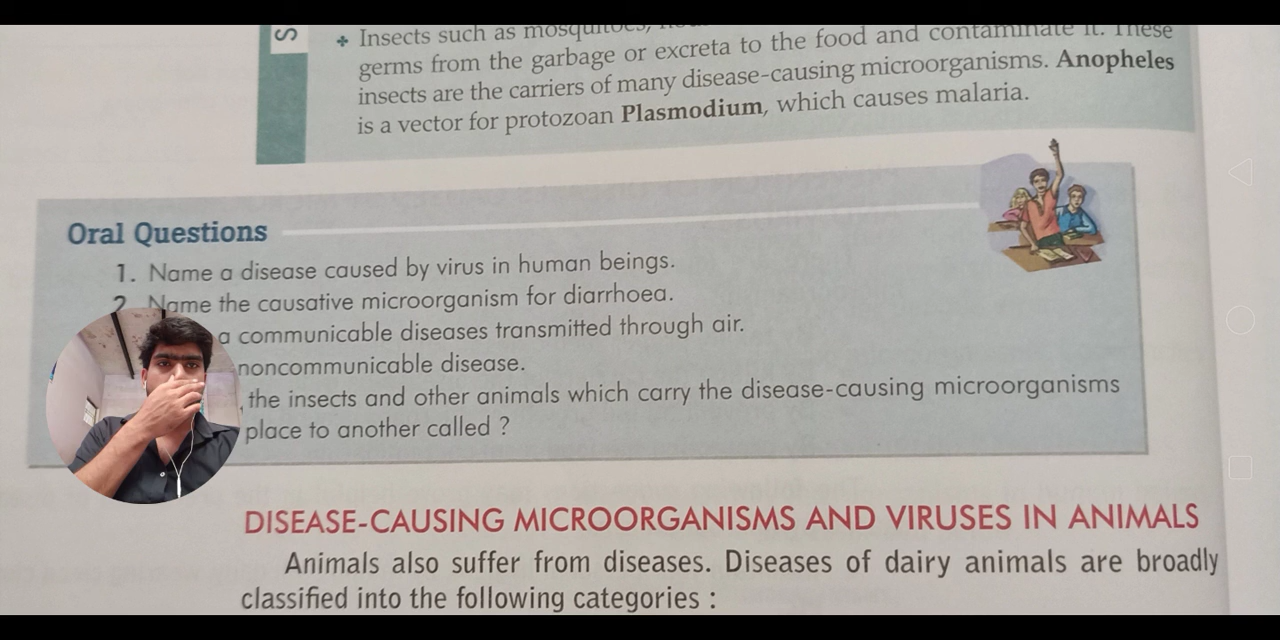 S
✤ Insects such as mosquitoes,
germs from the garbage or excreta to the food and contaminate it. These
insects are the carriers of many disease-causing microorganisms. Anopheles
is a vector for protozoan Plasmodium, which causes malaria.
Oral Questions
1. Name a disease caused by virus in human beings.
2. Name the causative microorganism for diarrhoea.
a communicable diseases transmitted through air.
noncommunicable disease.
the insects and other animals which carry the disease-causing microorganisms
place to another called ?
DISEASE-CAUSING MICROORGANISMS AND VIRUSES IN ANIMALS
Animals also suffer from diseases. Diseases of dairy animals are broadly
classified into the following categories :